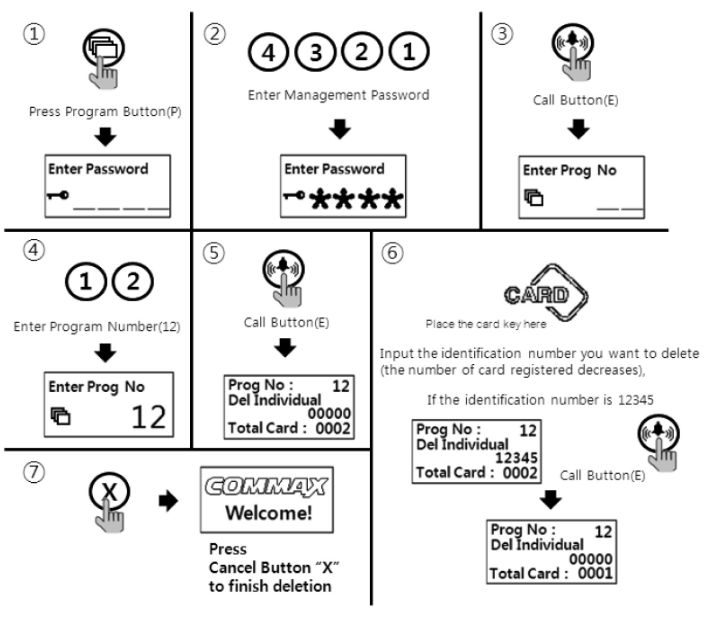 ①
Press Program Button(P)
Enter Password
②
4 3 2 1
Enter Management Password
Enter Password
****
③
Call Button(E)
Enter Prog No
④
1 2
Enter Program Number(12)
Enter Prog No
12
⑤
Call Button(E)
Prog No : 12
Del Individual
00000
Total Card : 0002
⑥
CARD
Place the card key here
Input the identification number you want to delete
(the number of card registered decreases),
If the identification number is 12345
Prog No : 12
Del Individual
12345
Total Card : 0002
Call Button(E)
Prog No : 12
Del Individual
00000
Total Card : 0001
⑦
X
COMMAX
Welcome!
Press
Cancel Button "X"
to finish deletion